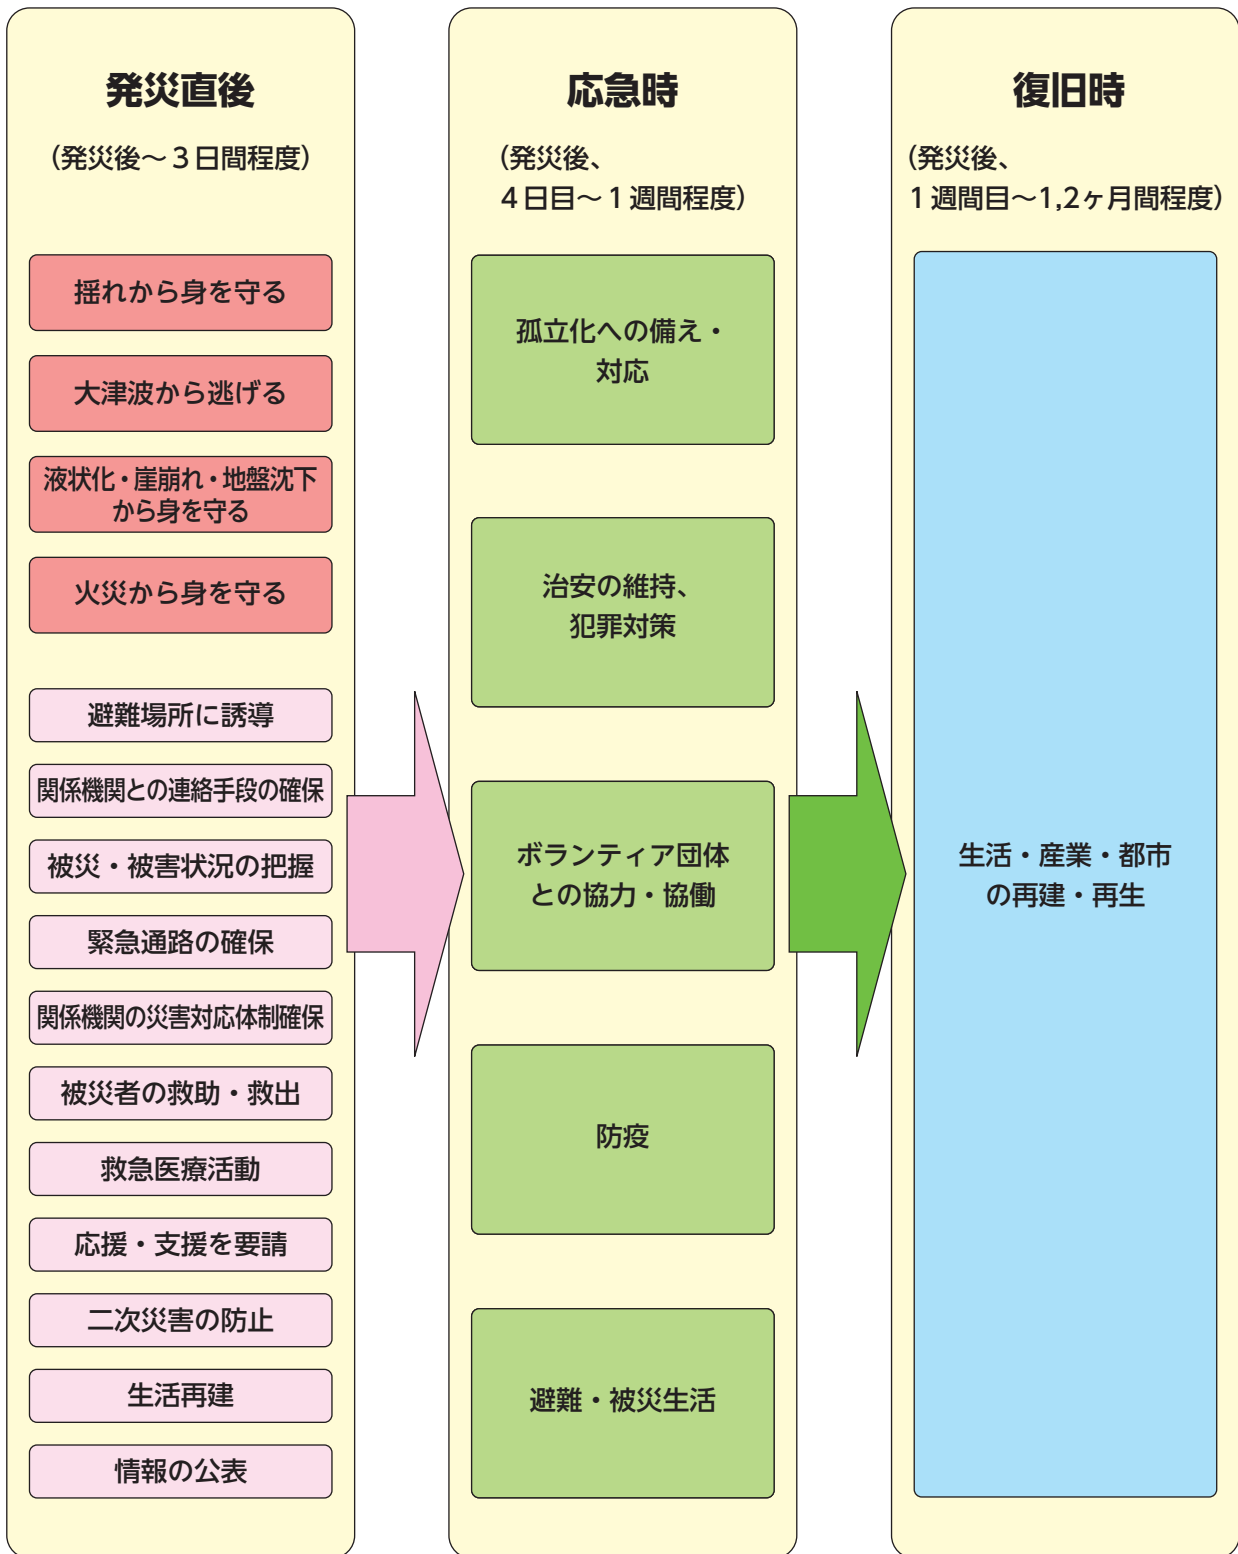 発災直後
(発災後~３日間程度)
揺れから身を守る
大津波から逃げる
液状化・崖崩れ・地盤沈下
から身を守る
火災から身を守る
避難場所に誘導
関係機関との連絡手段の確保
被災・被害状況の把握
緊急通路の確保
関係機関の災害対応体制確保
被災者の救助・救出
救急医療活動
応援・支援を要請
二次災害の防止
生活再建
情報の公表
応急時
(発災後、
４日目~１週間程度)
孤立化への備え・
対応
治安の維持、
犯罪対策
ボランティア団体
との協力・協働
防疫
避難・被災生活
復旧時
(発災後、
１週間目~1,2ヶ月間程度)
生活・産業・都市
の再建・再生